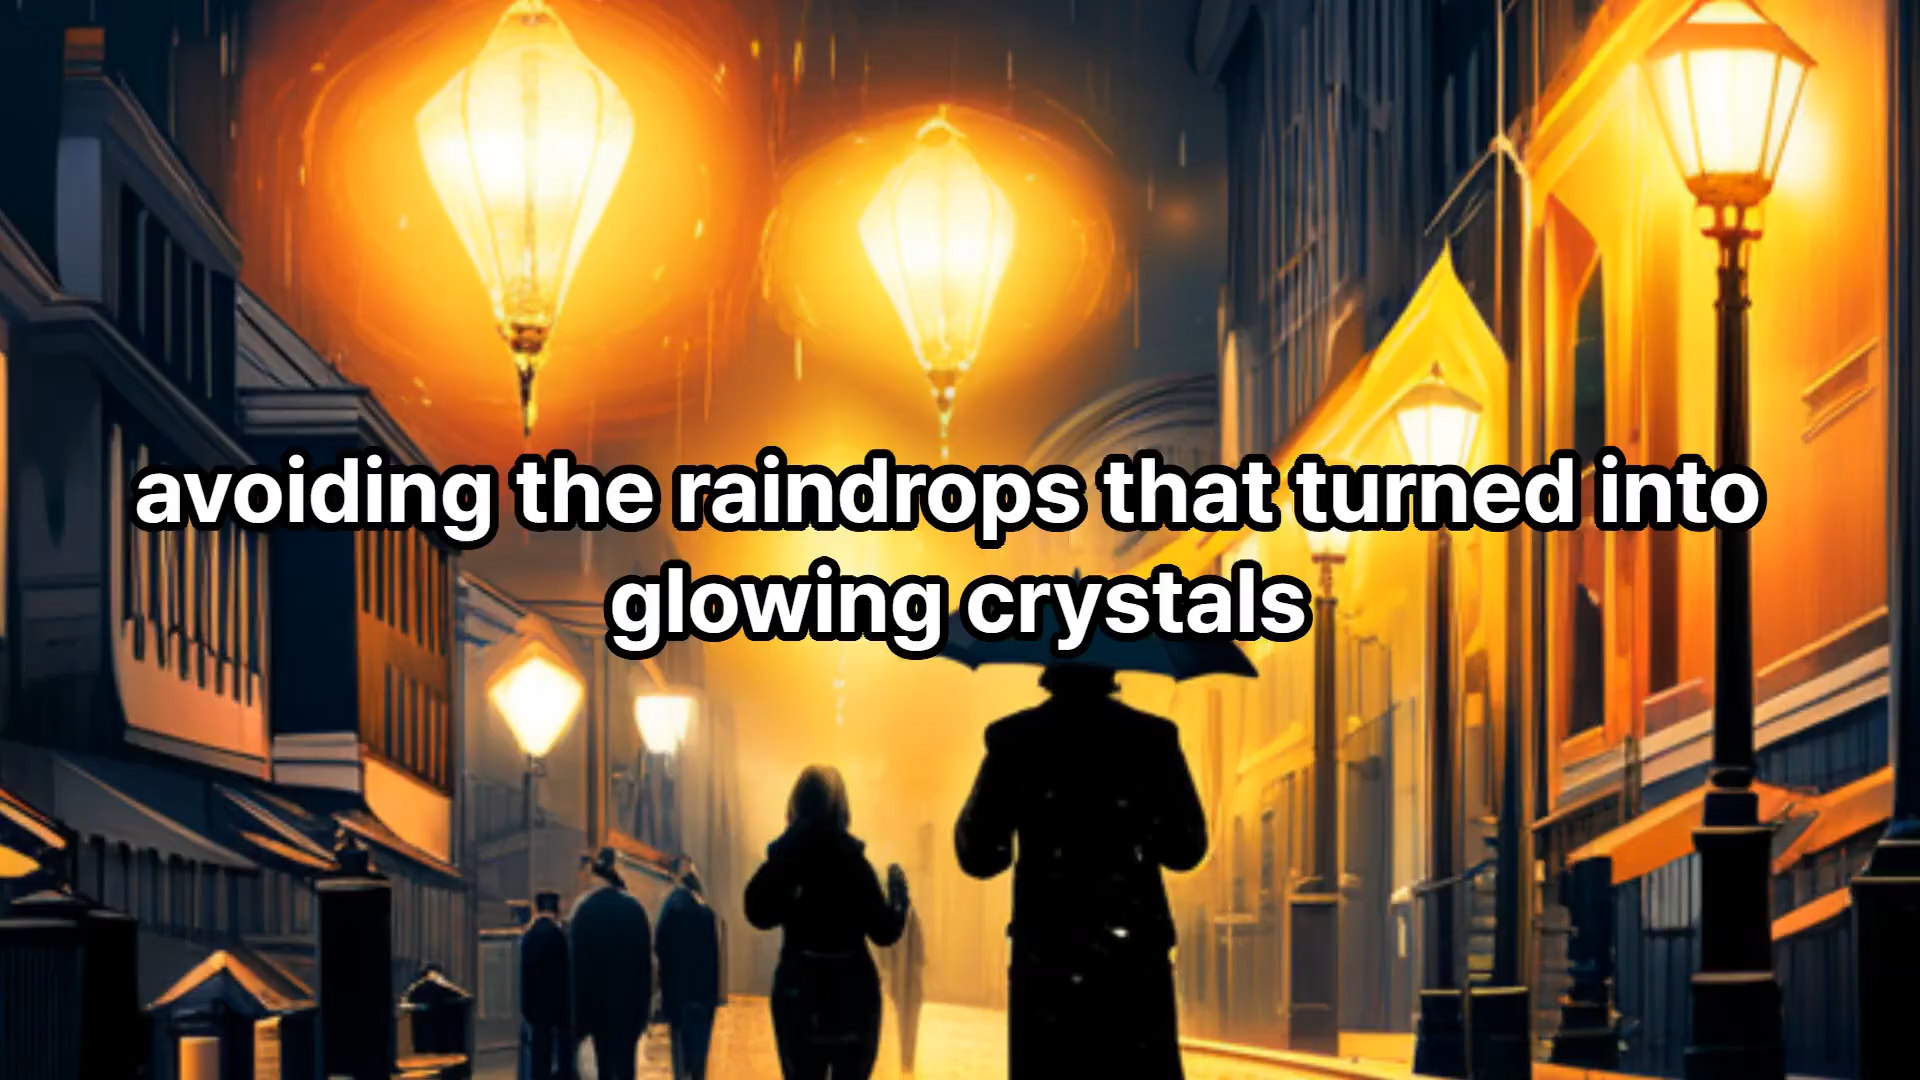 avoiding the raindrops that turned into
glowing crystals